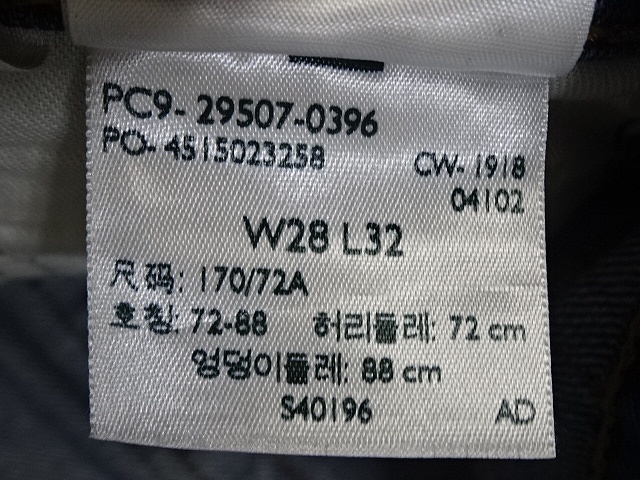 PC9- 29507-0396
PO- 4515023258 CW- 1918
04102
W28 L32
尺码: 170/72A
호칭: 72-88 허리둘레: 72 cm
엉덩이둘레: 88 cm
S40196 AD